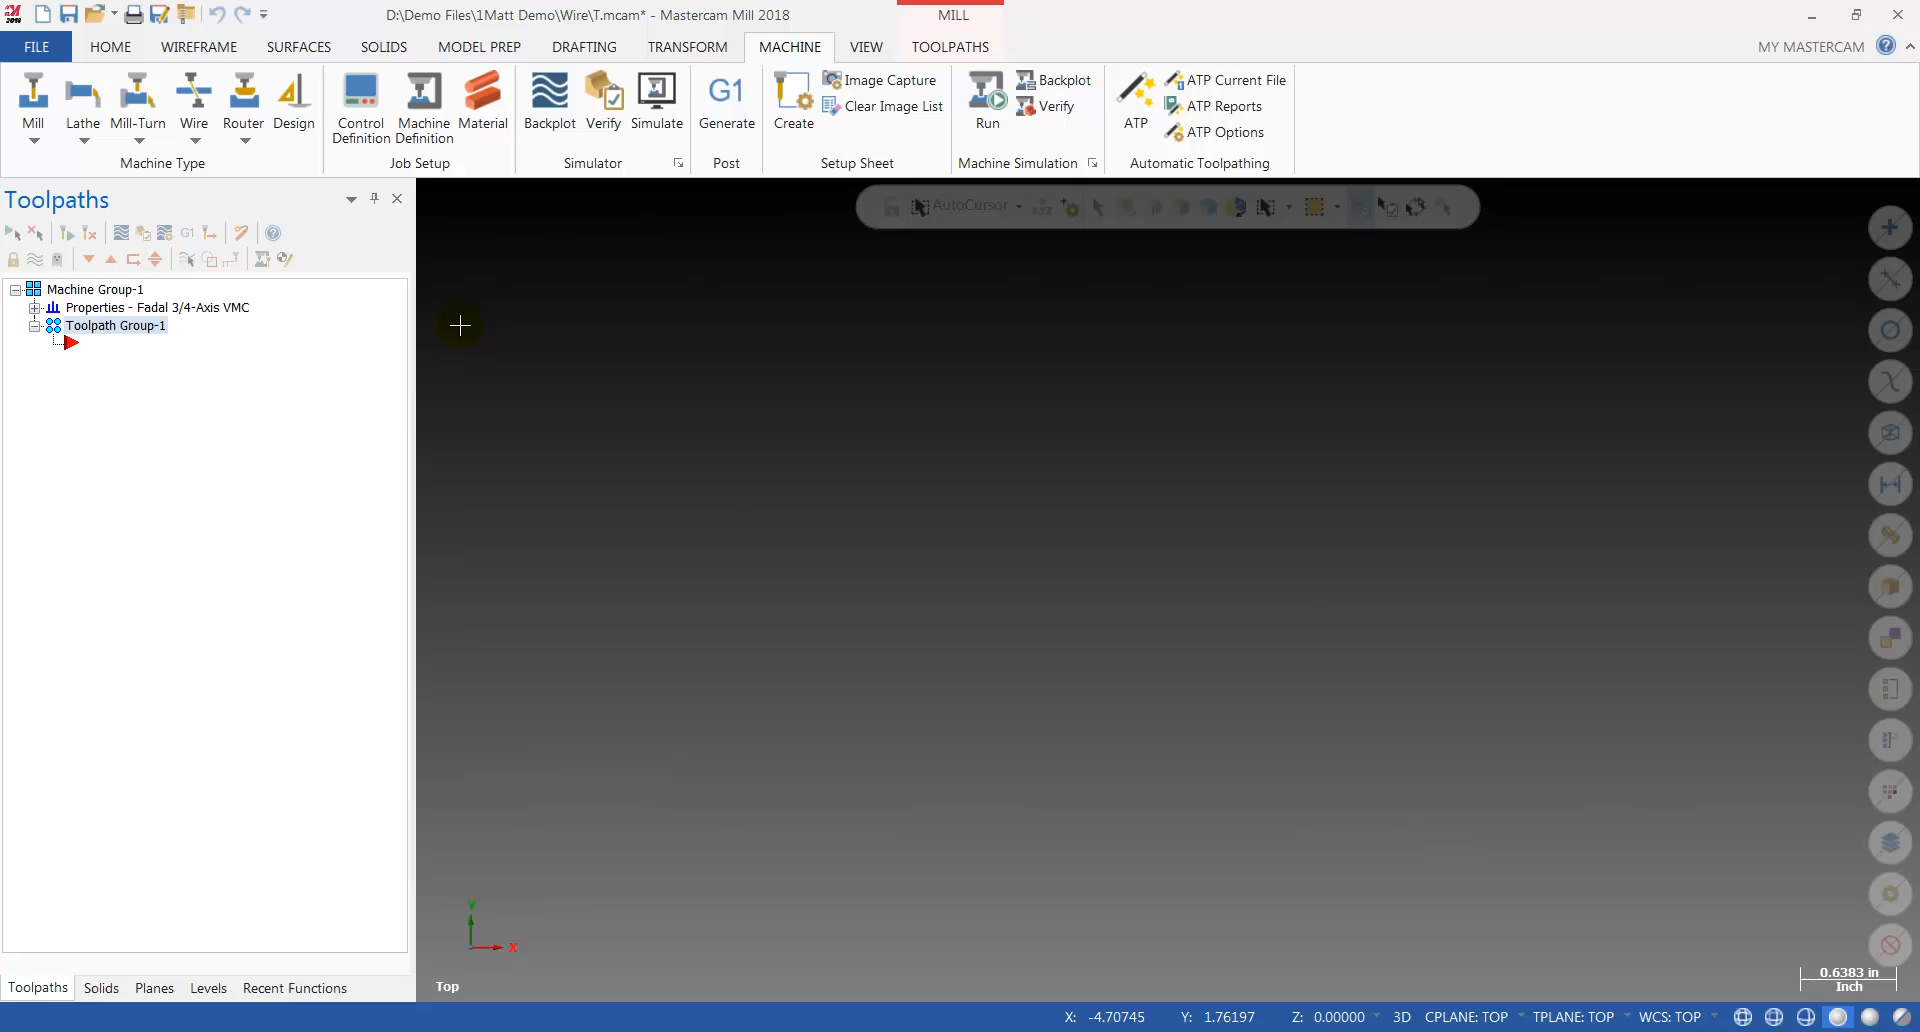 D:\Demo Files\1Matt Demo\Wire\T.mcam* - Mastercam Mill 2018
MILL
2018
FILE HOME WIREFRAME SURFACES SOLIDS MODEL PREP DRAFTING TRANSFORM MACHINE VIEW TOOLPATHS MY MASTERCAM
Mill Lathe Mill-Turn Wire Router Design
Machine Type
Control Definition Machine Definition Material
Job Setup
Backplot Verify Simulate
Simulator
G1
Generate
Post
Create
Image Capture
Clear Image List
Setup Sheet
Run
Backplot
Verify
Machine Simulation
ATP
ATP Current File
ATP Reports
ATP Options
Automatic Toolpathing
Toolpaths
G1
AutoCursor
XYZ
Machine Group-1
Properties - Fadal 3/4-Axis VMC
Toolpath Group-1
Y
X
Top
0.6383 in
Inch
Toolpaths Solids Planes Levels Recent Functions
X: -4.70745 Y: 1.76197 Z: 0.00000 3D CPLANE: TOP TPLANE: TOP WCS: TOP